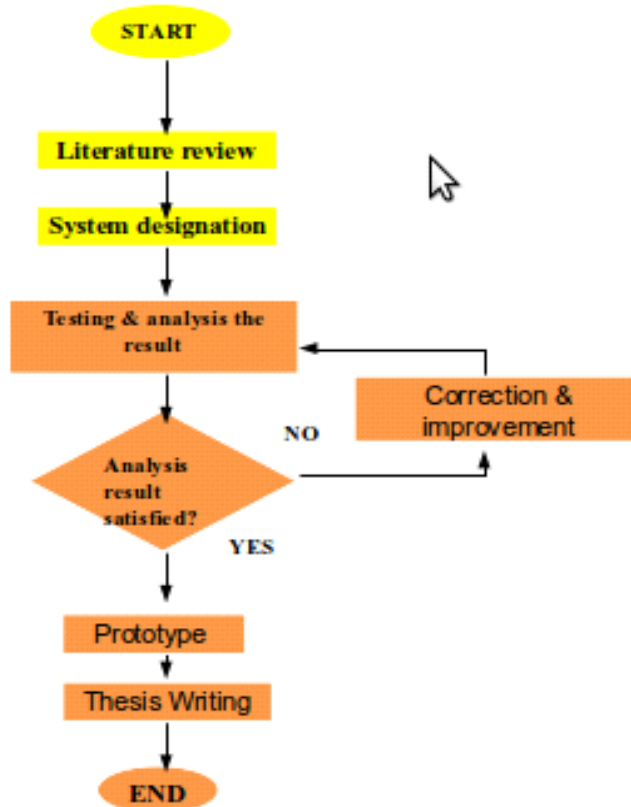 START
Literature review
System designation
Testing & analysis the
result
Correction &
improvement
NO
Analysis
result
satisfied?
YES
Prototype
Thesis Writing
END